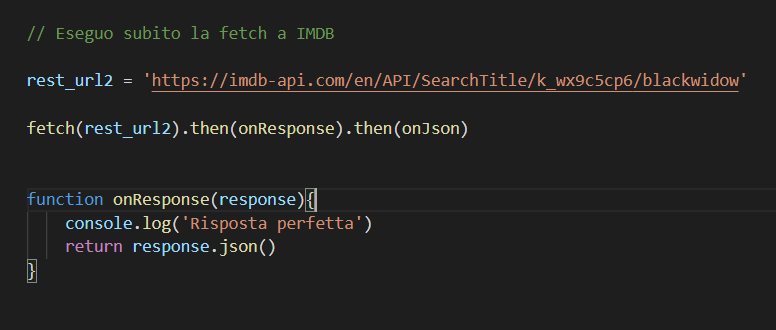 // Eseguo subito la fetch a IMDB
rest_url2 = 'https://imdb-api.com/en/API/SearchTitle/k_wx9c5cp6/blackwidow'
fetch(rest_url2).then(onResponse).then(onJson)
function onResponse(response){
    console.log('Risposta perfetta')
    return response.json()
}